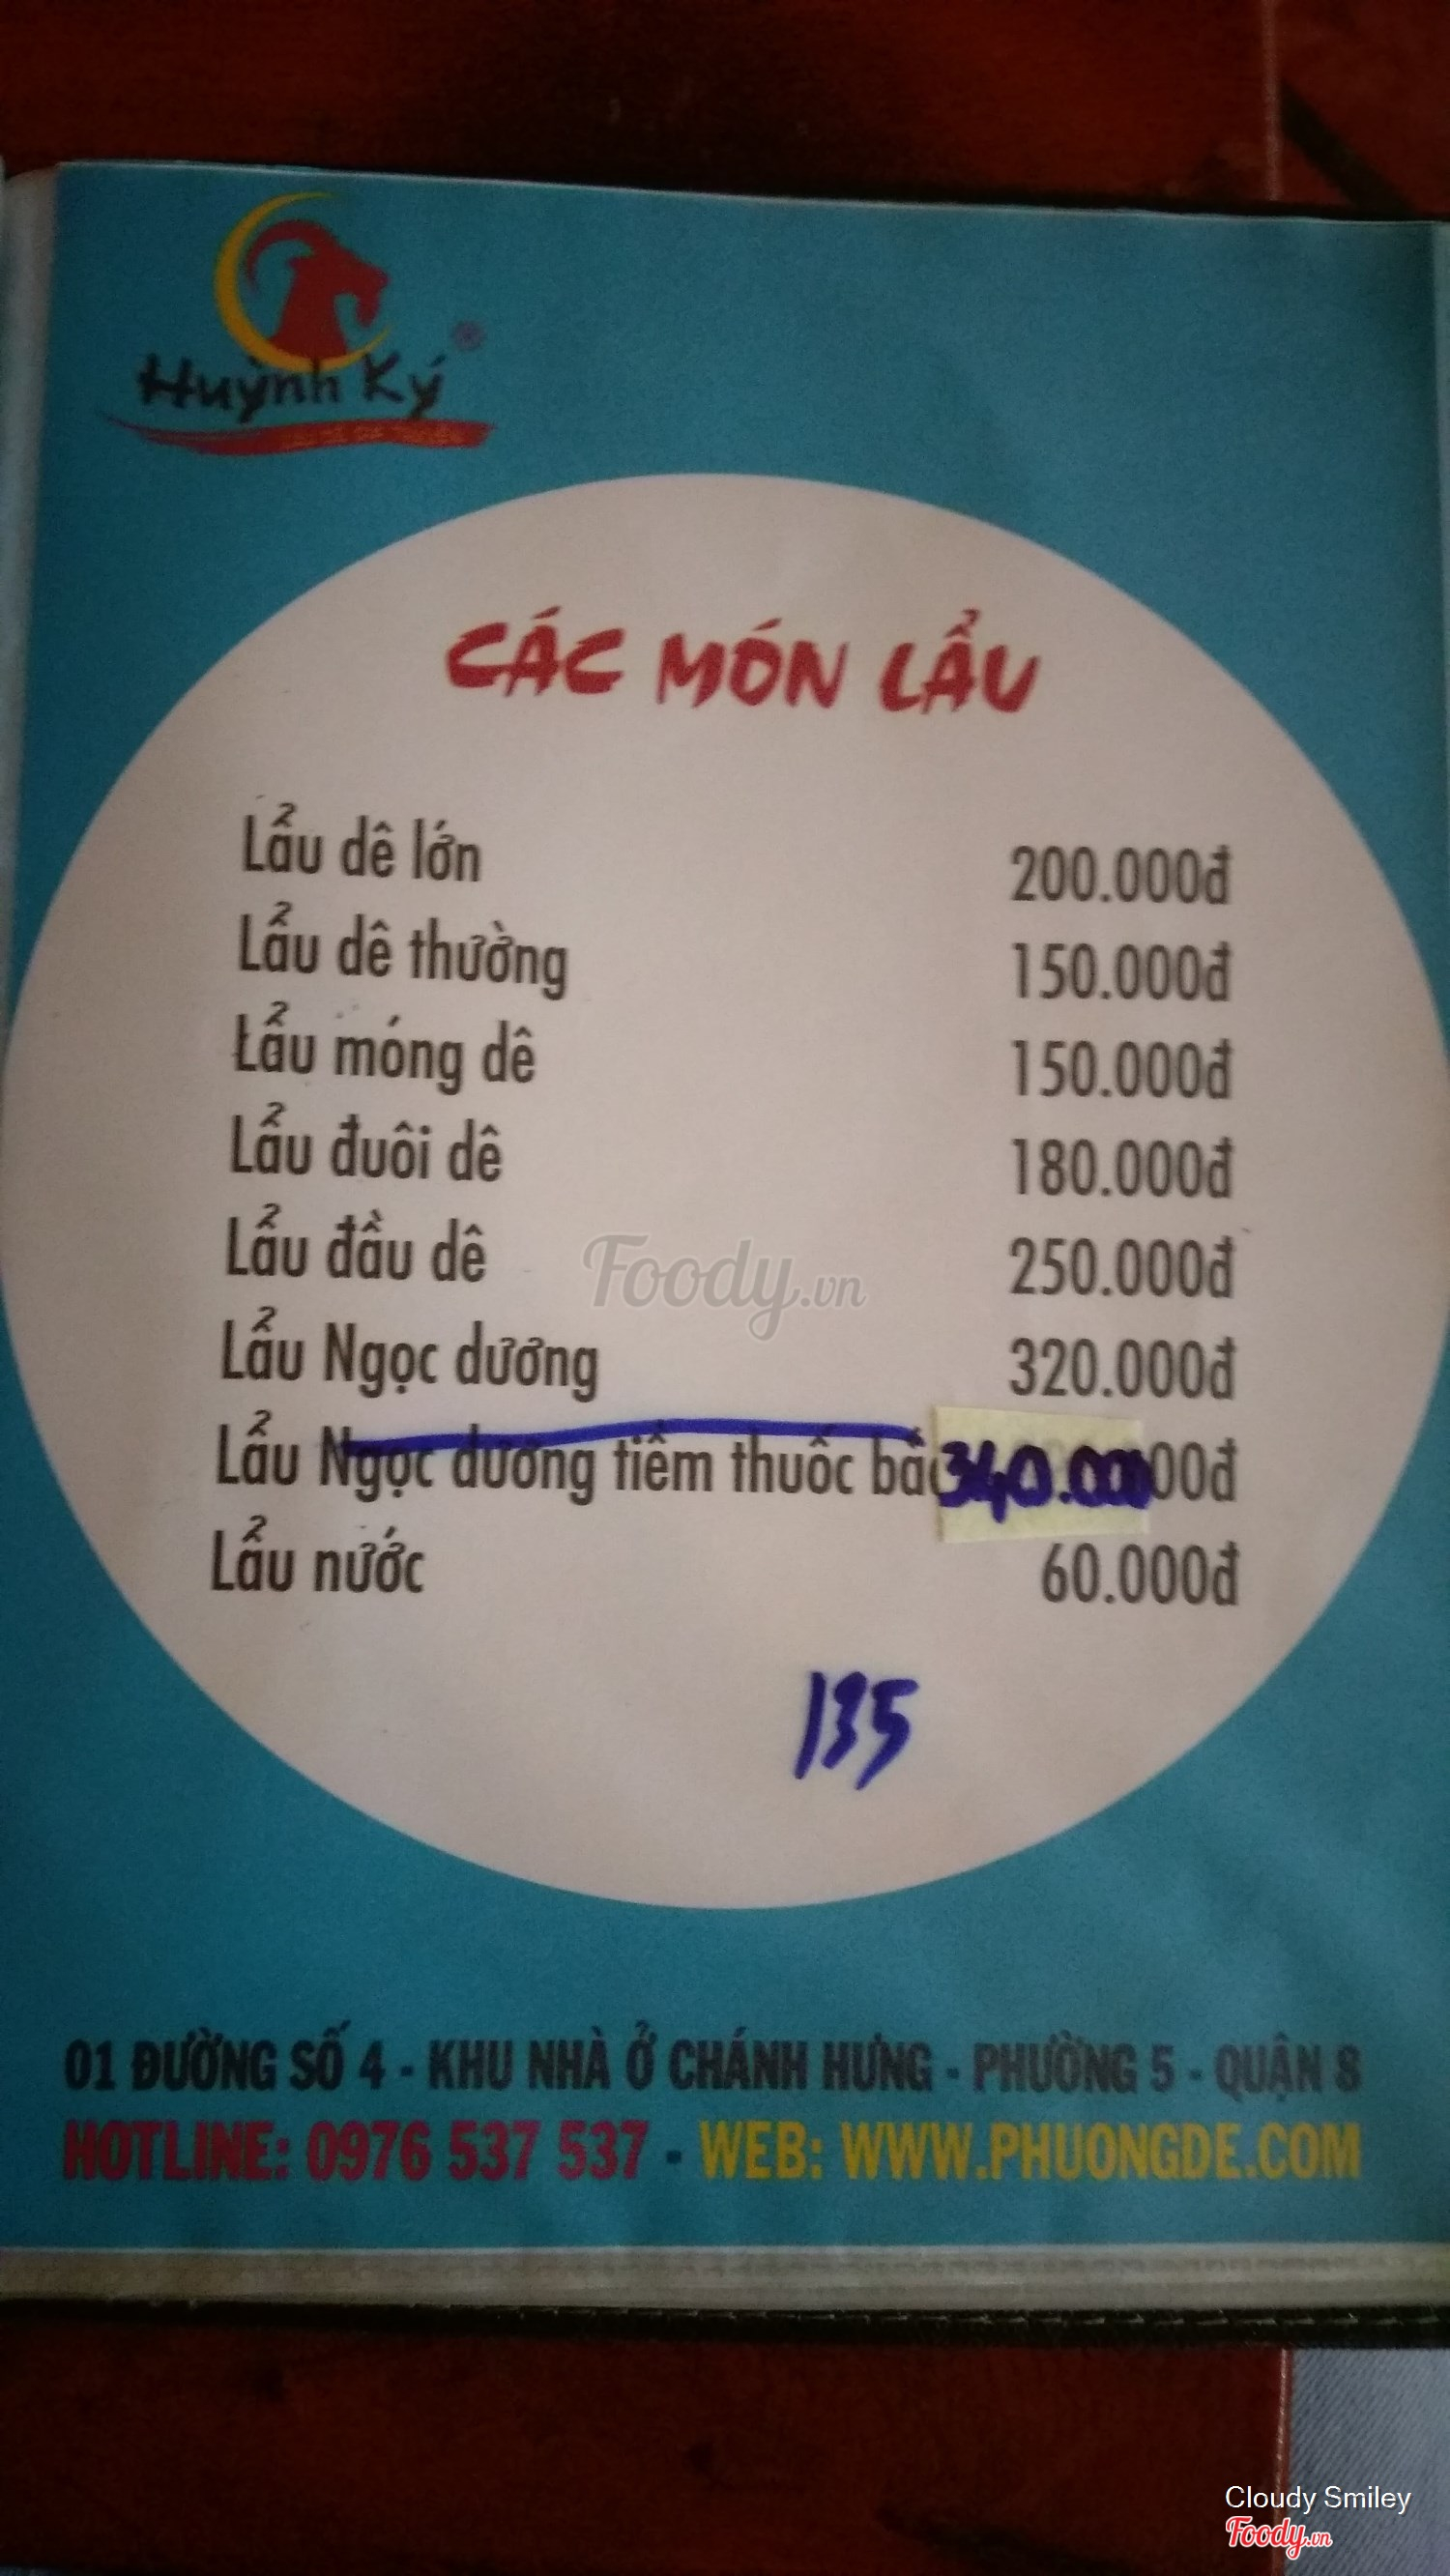 Huỳnh Ký ®
CÁC MÓN LẨU
Lẩu dê lớn 200.000đ
Lẩu dê thường 150.000đ
Lẩu móng dê 150.000đ
Lẩu đuôi dê 180.000đ
Lẩu đầu dê 250.000đ
Foody.vn
Lẩu Ngọc dương 320.000đ
Lẩu Ngọc dương tiềm thuốc bắc 340.000 00đ
Lẩu nước 60.000đ
135
01 ĐƯỜNG SỐ 4 - KHU NHÀ Ở CHÁNH HƯNG - PHƯỜNG 5 - QUẬN 8
HOTLINE: 0976 537 537 - WEB: WWW.PHUONGDE.COM
Cloudy Smiley
Foody.vn